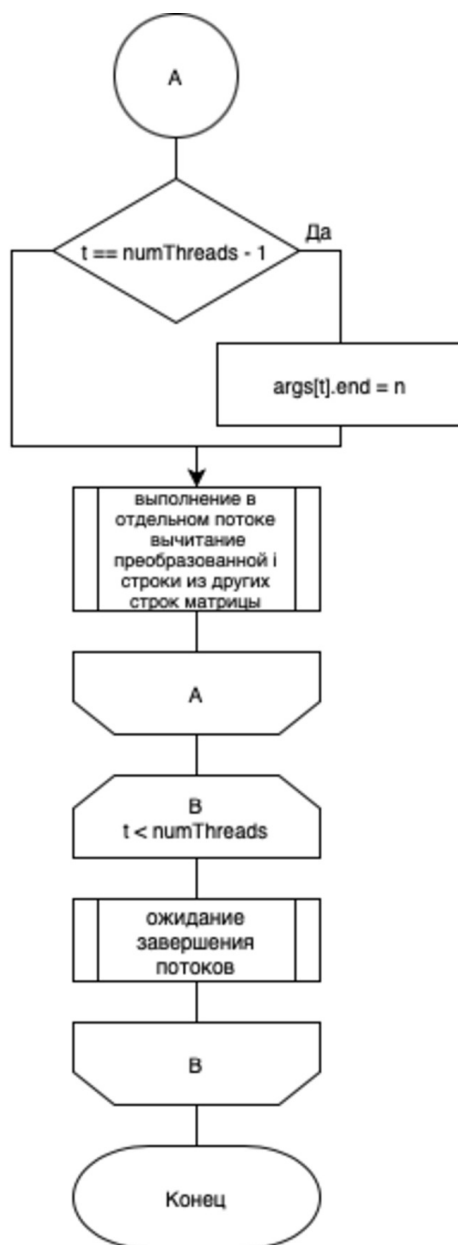 A
t == numThreads - 1
Да
args[t].end = n
выполнение в
отдельном потоке
вычитание
преобразованной i
строки из других
строк матрицы
A
B
t < numThreads
ожидание
завершения
потоков
B
Конец